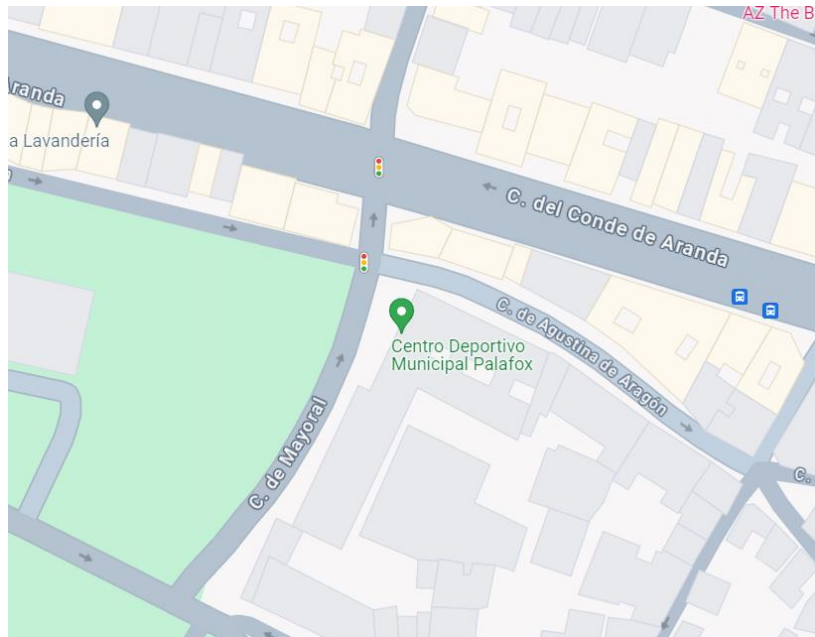 AZ The B
Aranda
a Lavandería
C. del Conde de Aranda
C. de Agustina de Aragón
Centro Deportivo
Municipal Palafox
C. de Mayoral
C.